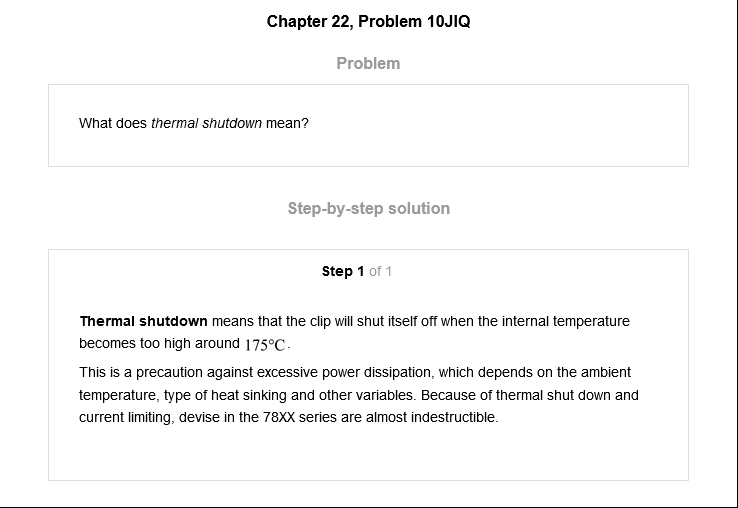 Chapter 22, Problem 10JIQ
Problem
What does thermal shutdown mean?
Step-by-step solution
Step 1 of 1
Thermal shutdown means that the clip will shut itself off when the internal temperature
becomes too high around 175°C.
This is a precaution against excessive power dissipation, which depends on the ambient
temperature, type of heat sinking and other variables. Because of thermal shut down and
current limiting, devise in the 78XX series are almost indestructible.